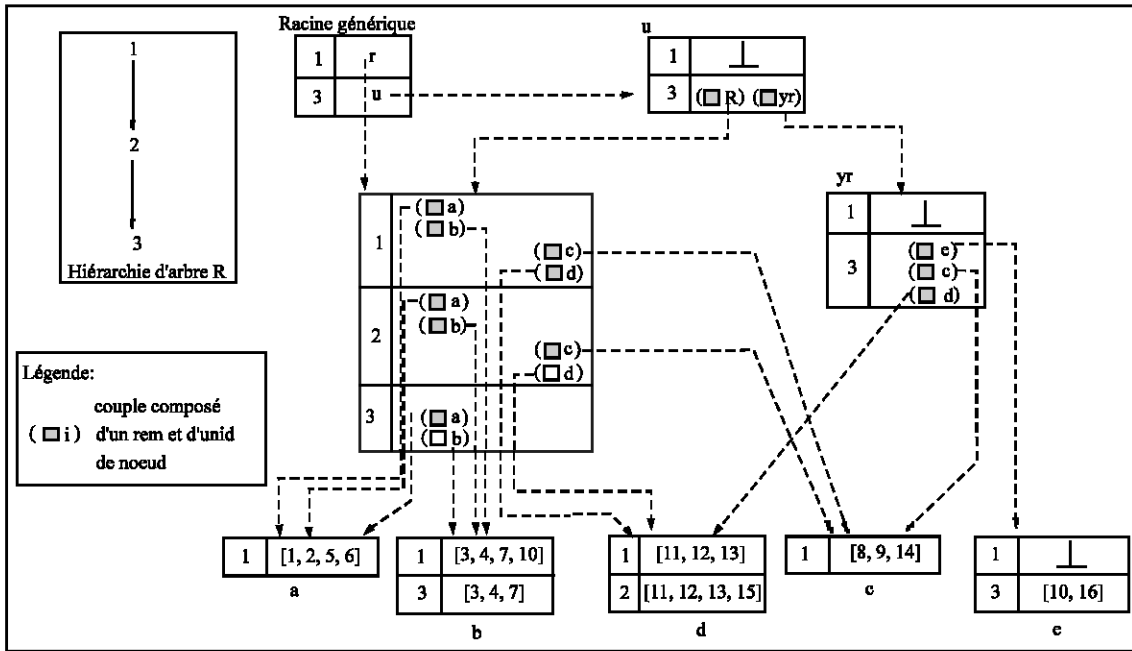 Racine générique
u
1
1 r
1 ⊥
3 u
3 (R) (yr)
2
yr
1 ⊥
1 (a)
(b)
(c)
(d)
3 (e)
(c)
(d)
3
Hiérarchie d'arbre R
2 (a)
(b)
(c)
(d)
Légende:
couple composé
(i) d'un rem et d'unid
de noeud
3 (a)
(b)
1 [1, 2, 5, 6]
a
1 [3, 4, 7, 10]
3 [3, 4, 7]
b
1 [11, 12, 13]
2 [11, 12, 13, 15]
d
1 [8, 9, 14]
c
1 ⊥
3 [10, 16]
e